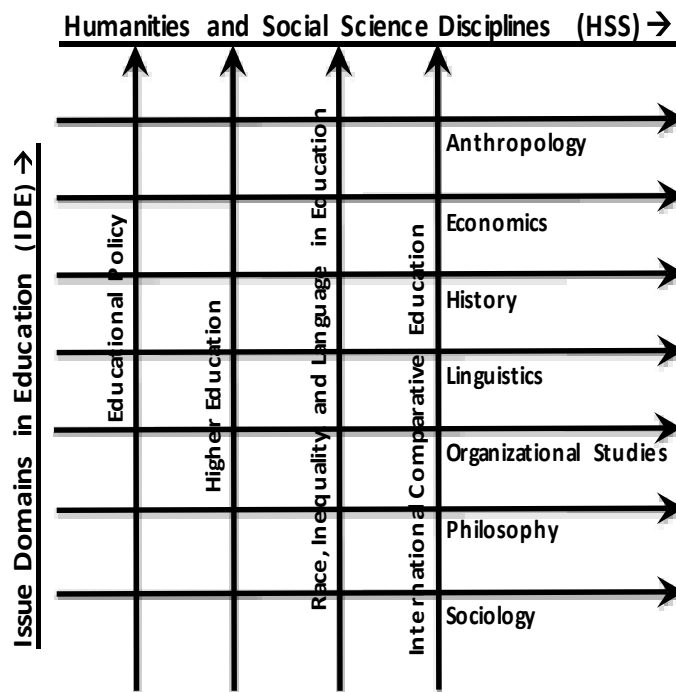 Humanities and Social Science Disciplines (HSS) →
Issue Domains in Education (IDE) →
Educational Policy
Higher Education
Race, Inequality and Language in Education
International Comparative Education
Anthropology
Economics
History
Linguistics
Organizational Studies
Philosophy
Sociology